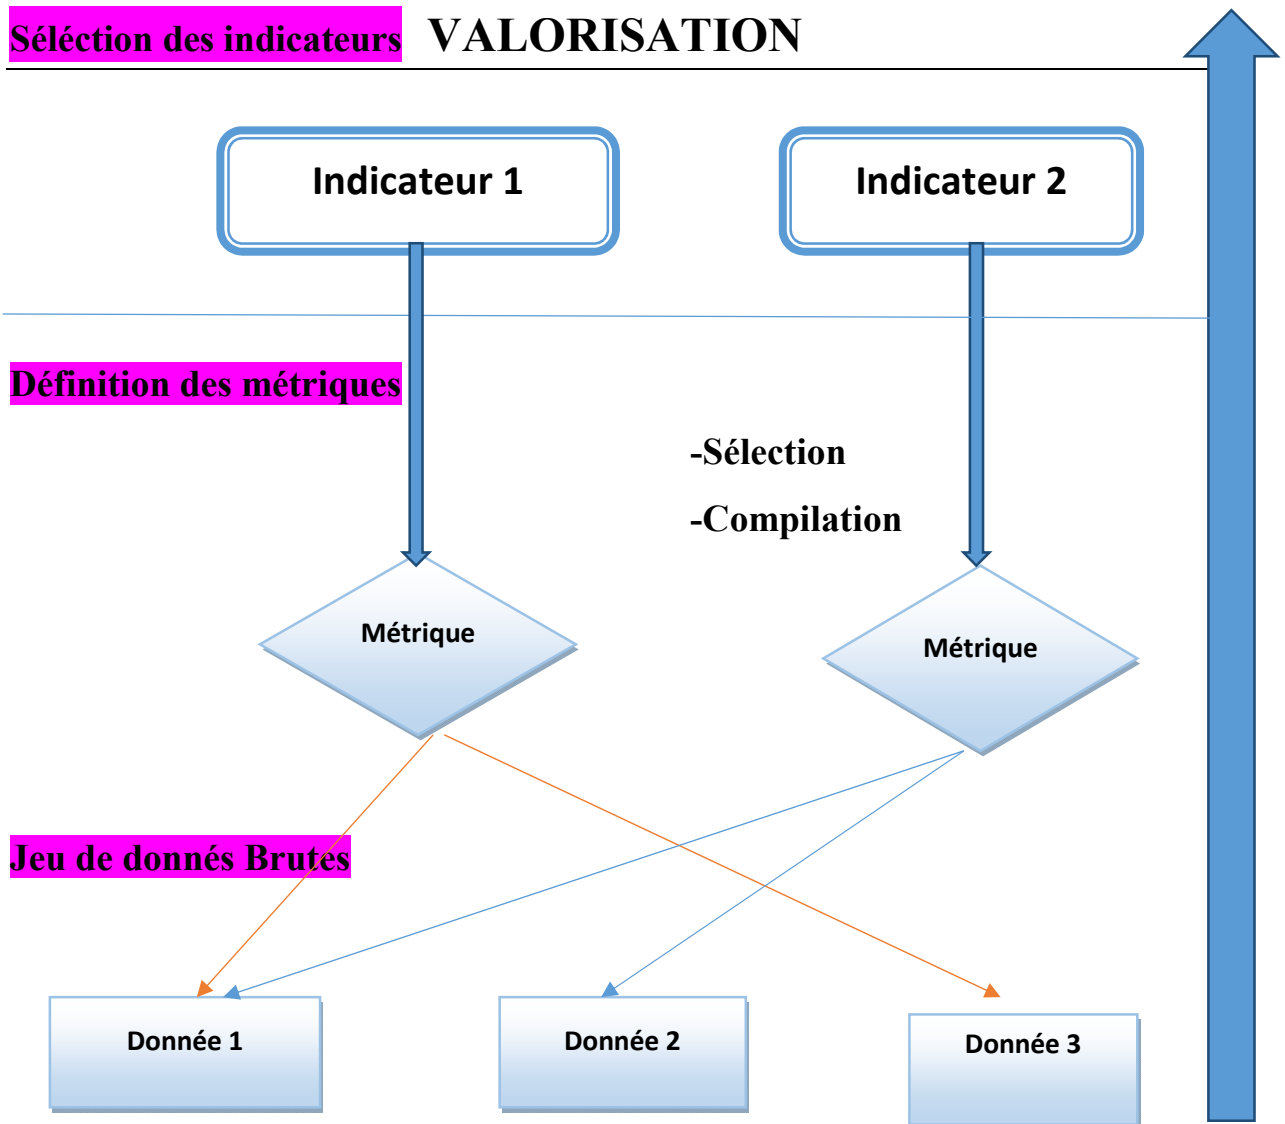 Séléction des indicateurs VALORISATION
Indicateur 1
Indicateur 2
Définition des métriques
-Sélection
-Compilation
Métrique
Métrique
Jeu de donnés Brutes
Donnée 1
Donnée 2
Donnée 3